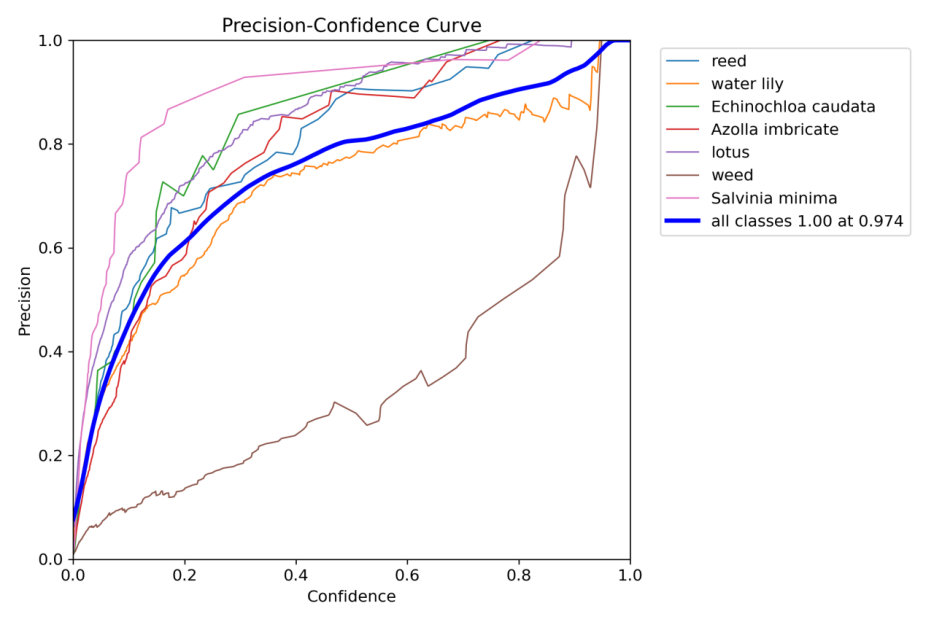 Precision-Confidence Curve
1.0
0.8
0.6
0.4
0.2
0.0
Precision
0.0 0.2 0.4 0.6 0.8 1.0
Confidence
reed
water lily
Echinochloa caudata
Azolla imbricate
lotus
weed
Salvinia minima
all classes 1.00 at 0.974